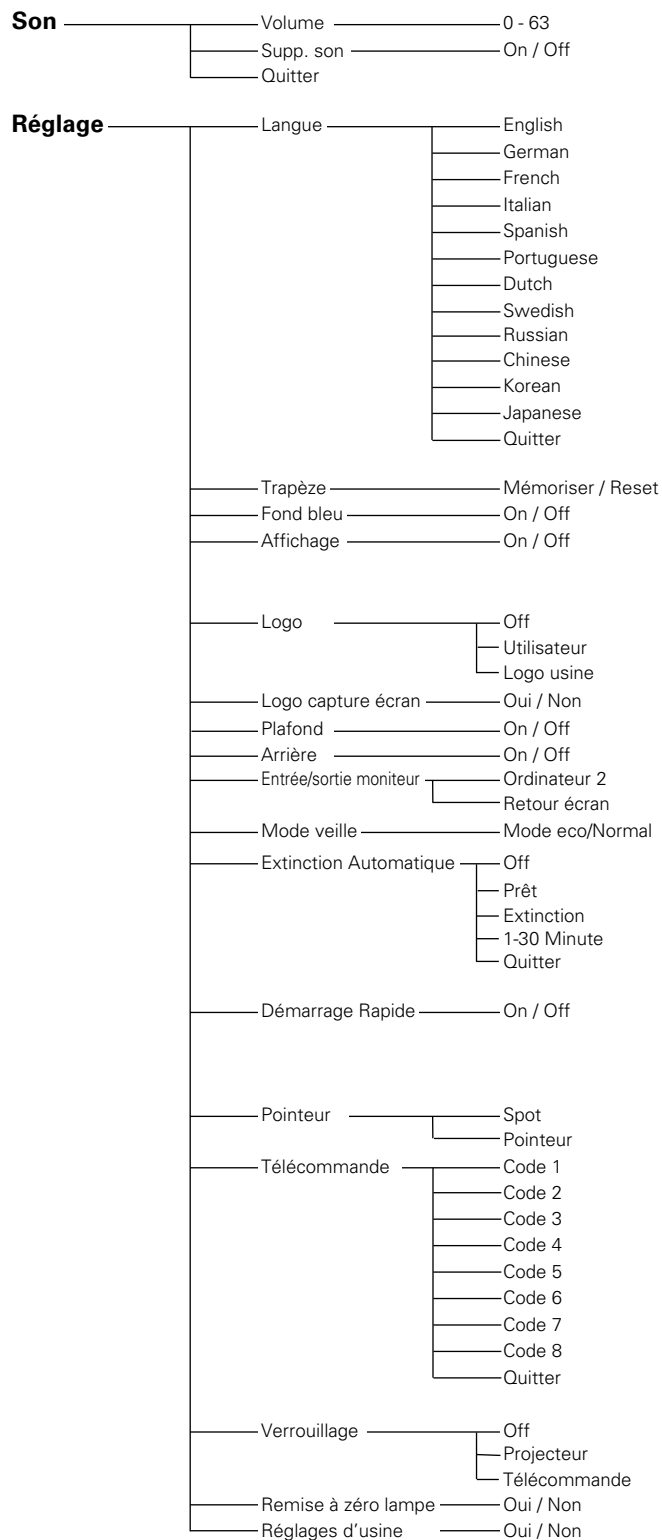 Son Volume 0 - 63
Supp. son On / Off
Quitter
Réglage Langue English
German
French
Italian
Spanish
Portuguese
Dutch
Swedish
Russian
Chinese
Korean
Japanese
Quitter
Trapèze Mémoriser / Reset
Fond bleu On / Off
Affichage On / Off
Logo Off
Utilisateur
Logo usine
Logo capture écran Oui / Non
Plafond On / Off
Arrière On / Off
Entrée/sortie moniteur Ordinateur 2
Retour écran
Mode veille Mode eco/Normal
Extinction Automatique Off
Prêt
Extinction
1-30 Minute
Quitter
Démarrage Rapide On / Off
Pointeur Spot
Pointeur
Télécommande Code 1
Code 2
Code 3
Code 4
Code 5
Code 6
Code 7
Code 8
Quitter
Verrouillage Off
Projecteur
Télécommande
Remise à zéro lampe Oui / Non
Réglages d'usine Oui / Non